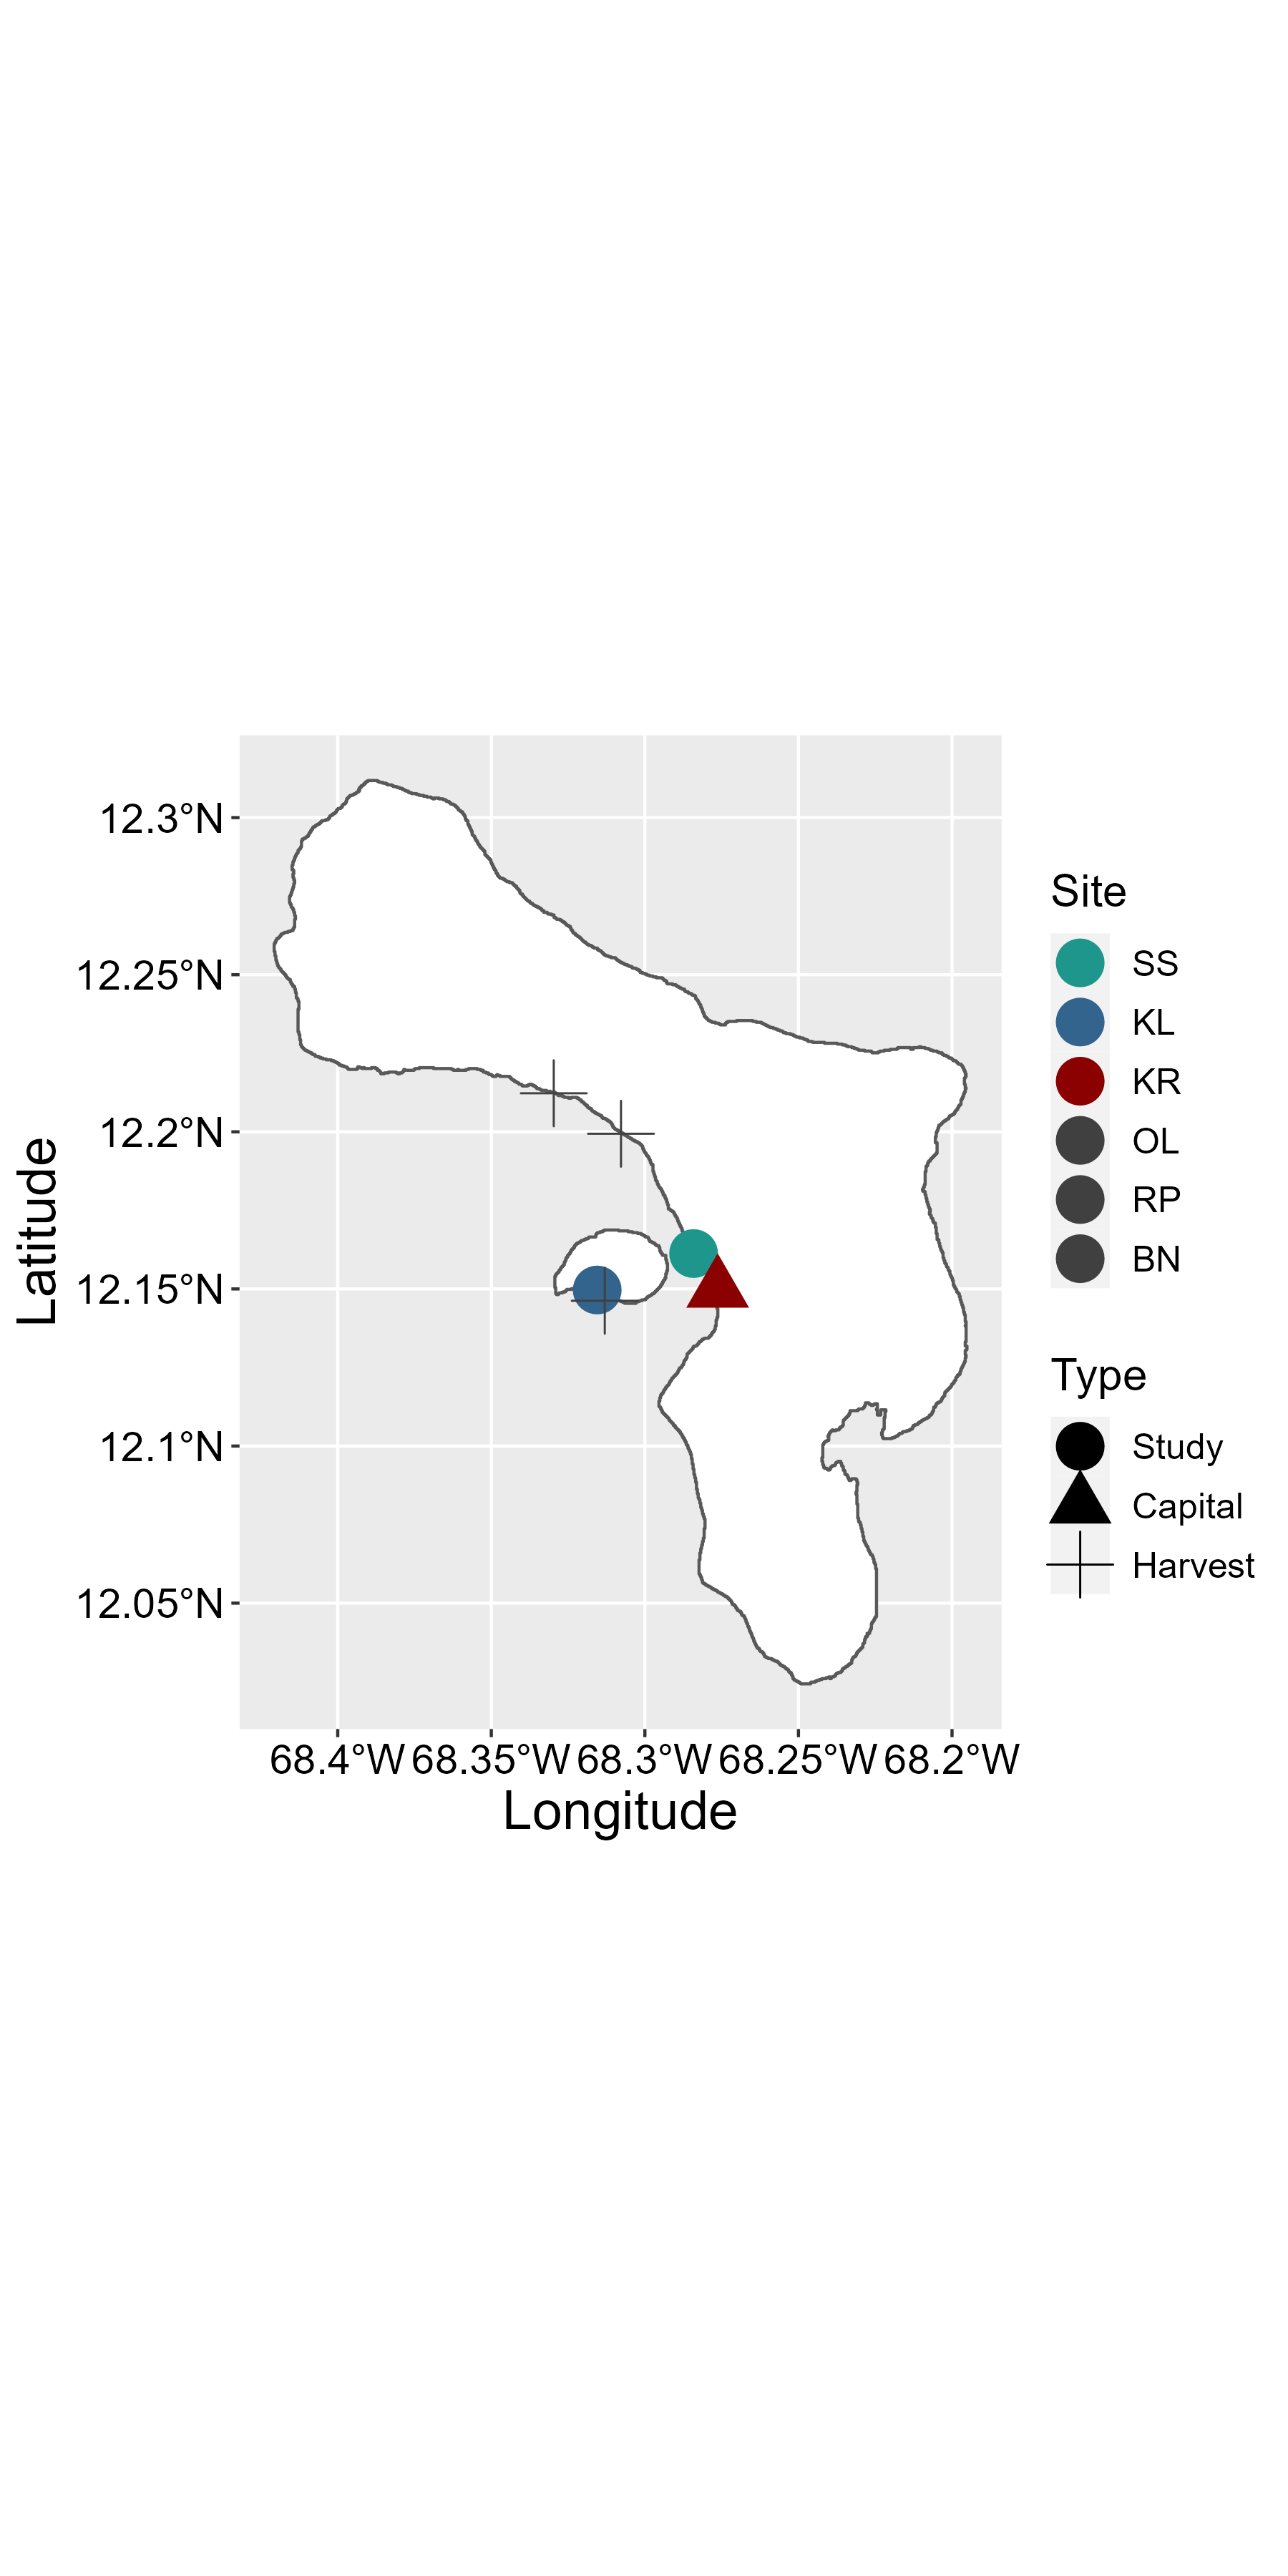 12.3°N
12.25°N
12.2°N
12.15°N
12.1°N
12.05°N
Latitude
68.4°W 68.35°W 68.3°W 68.25°W 68.2°W
Longitude
Site
SS
KL
KR
OL
RP
BN
Type
Study
Capital
Harvest